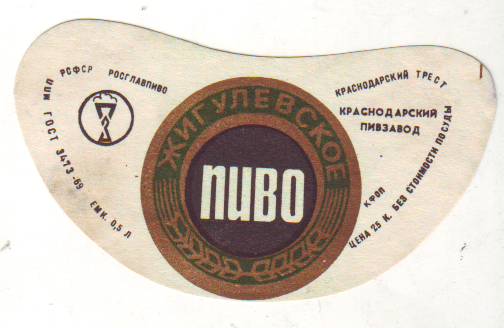 МПП РСФСР РОСГЛАВПИВО
ГОСТ 3473-69 ЕМК. 0,5 Л
ЖИГУЛЕВСКОЕ
ПИВО
КРАСНОДАРСКИЙ ТРЕСТ
КРАСНОДАРСКИЙ
ПИВЗАВОД
КФОП
ЦЕНА 25 К. БЕЗ СТОИМОСТИ ПОСУДЫ